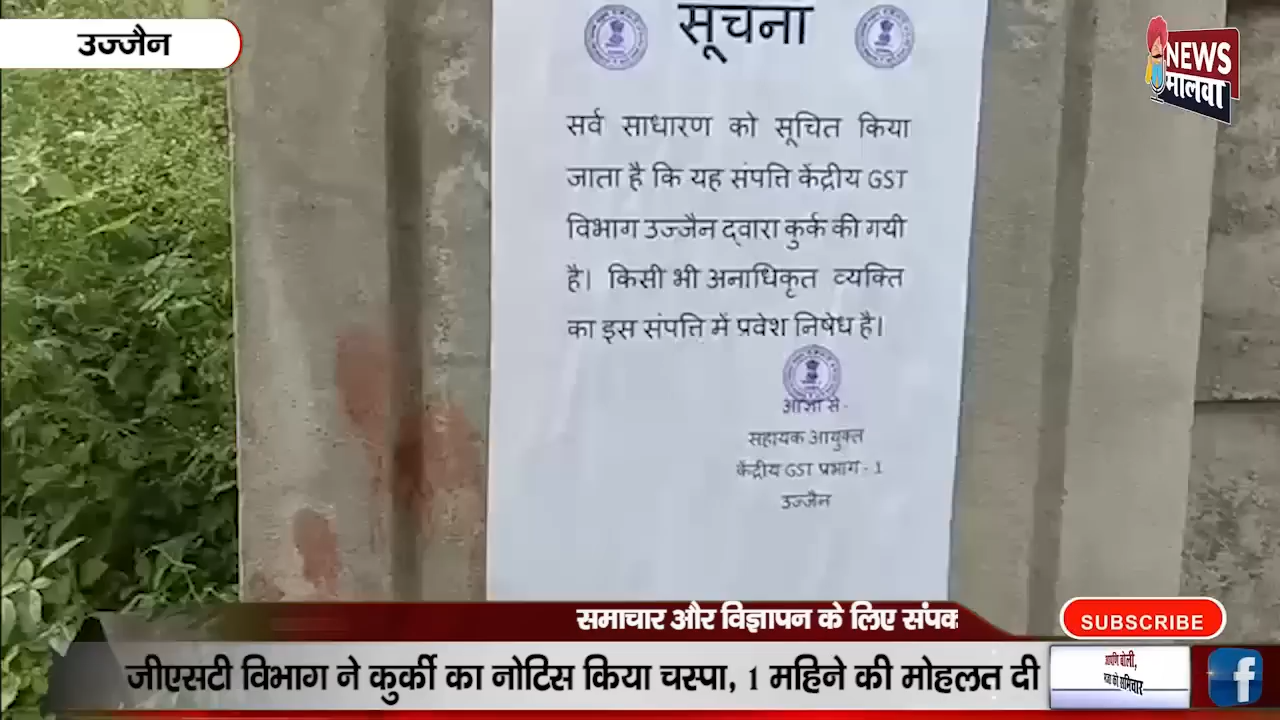 उज्जैन
NEWS
मालवा
सूचना
सर्व साधारण को सूचित किया
जाता है कि यह संपत्ति केंद्रीय GST
विभाग उज्जैन द्वारा कुर्क की गयी
है। किसी भी अनाधिकृत व्यक्ति
का इस संपत्ति में प्रवेश निषेध है।
आज्ञा से -
सहायक आयुक्त
केंद्रीय GST प्रभाग - 1
उज्जैन
समाचार और विज्ञापन के लिए
SUBSCRIBE
जीएसटी विभाग ने कुर्की का नोटिस किया चस्पा, 1 महिने की मोहलत दी